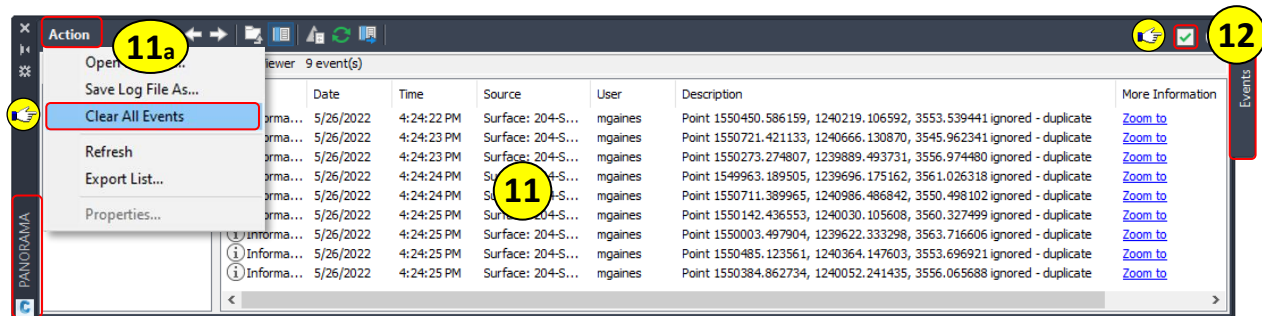 Action
11a
12
iewer 9 event(s)
Save Log File As...
Clear All Events
Refresh
Export List...
Properties...
Date Time Source User Description More Information
orma... 5/26/2022 4:24:22 PM Surface: 204-S... mgaines Point 1550450.586159, 1240219.106592, 3553.539441 ignored - duplicate Zoom to
orma... 5/26/2022 4:24:23 PM Surface: 204-S... mgaines Point 1550721.421133, 1240666.130870, 3545.962341 ignored - duplicate Zoom to
orma... 5/26/2022 4:24:23 PM Surface: 204-S... mgaines Point 1550273.274807, 1239889.493731, 3556.974480 ignored - duplicate Zoom to
orma... 5/26/2022 4:24:24 PM 04-S... mgaines Point 1549963.189505, 1239696.175162, 3561.026318 ignored - duplicate Zoom to
orma... 5/26/2022 4:24:24 PM 04-S... mgaines Point 1550711.389965, 1240986.486842, 3550.498102 ignored - duplicate Zoom to
orma... 5/26/2022 4:24:25 PM 04-S... mgaines Point 1550142.436553, 1240030.105608, 3560.327499 ignored - duplicate Zoom to
Informa... 5/26/2022 4:24:25 PM Surface: 204-S... mgaines Point 1550003.497904, 1239622.333298, 3563.716606 ignored - duplicate Zoom to
Informa... 5/26/2022 4:24:25 PM Surface: 204-S... mgaines Point 1550485.123561, 1240364.147603, 3553.696921 ignored - duplicate Zoom to
Informa... 5/26/2022 4:24:25 PM Surface: 204-S... mgaines Point 1550384.862734, 1240052.241435, 3556.065688 ignored - duplicate Zoom to
11
Events
PANORAMA
C